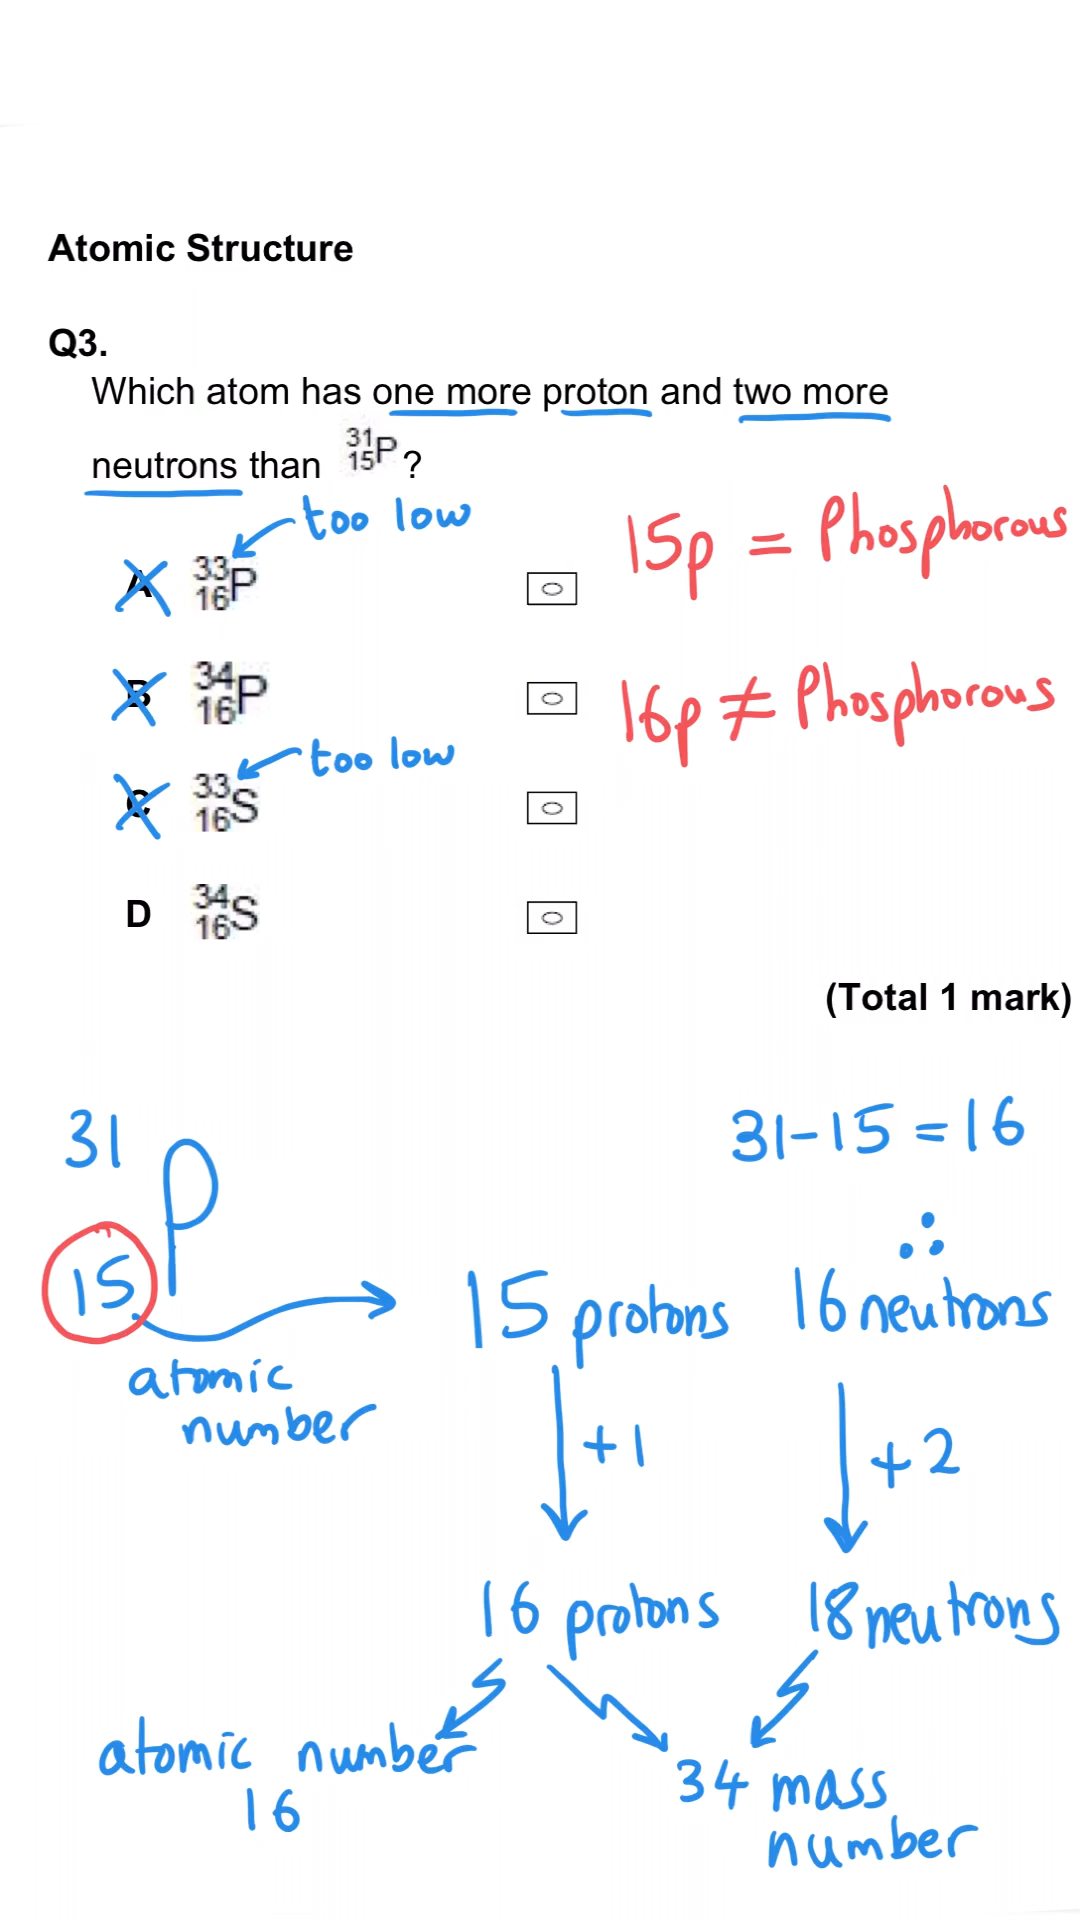 Atomic Structure
Q3.
Which atom has one more proton and two more
neutrons than 31 15 P ?
too low
A 33 16 P
15p = Phosphorous
B 34 16 P
16p ≠ Phosphorous
too low
C 33 16 S
D 34 16 S
(Total 1 mark)
31 15 P
31-15=16
∴
15 protons 16 neutrons
atomic
number
+1 +2
16 protons 18 neutrons
atomic number
16
34 mass
number